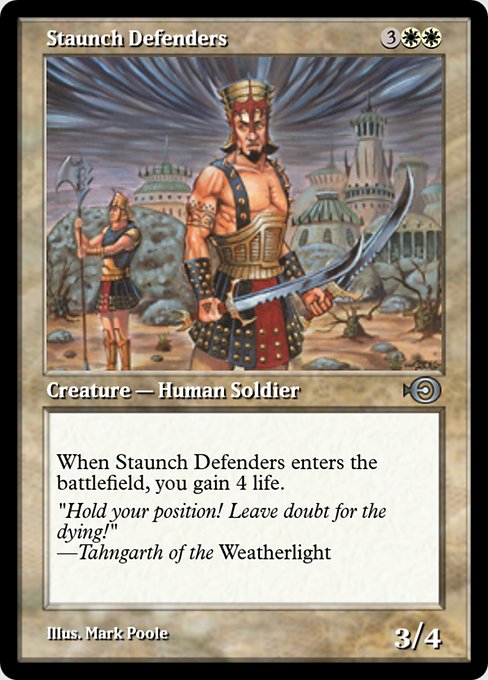 Staunch Defenders 3
Creature — Human Soldier
When Staunch Defenders enters the
battlefield, you gain 4 life.
"Hold your position! Leave doubt for the
dying!"
—Tahngarth of the Weatherlight
Illus. Mark Poole
3/4